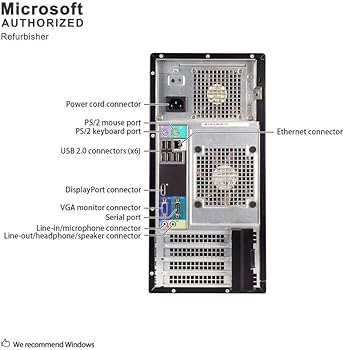 Microsoft
AUTHORIZED
Refurbisher
Power cord connector
PS/2 mouse port
PS/2 keyboard port
Ethernet connector
USB 2.0 connectors (x6)
DisplayPort connector
VGA monitor connector
Serial port
Line-in/microphone connector
Line-out/headphone/speaker connector
We recommend Windows